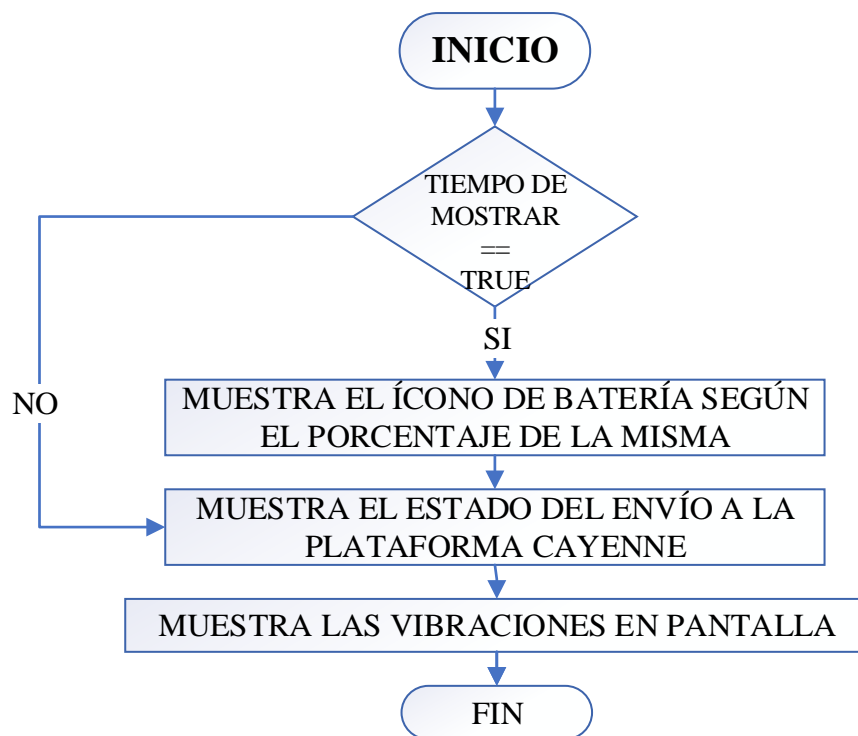 INICIO
TIEMPO DE
MOSTRAR
==
TRUE
SI
NO
MUESTRA EL ÍCONO DE BATERÍA SEGÚN
EL PORCENTAJE DE LA MISMA
MUESTRA EL ESTADO DEL ENVÍO A LA
PLATAFORMA CAYENNE
MUESTRA LAS VIBRACIONES EN PANTALLA
FIN